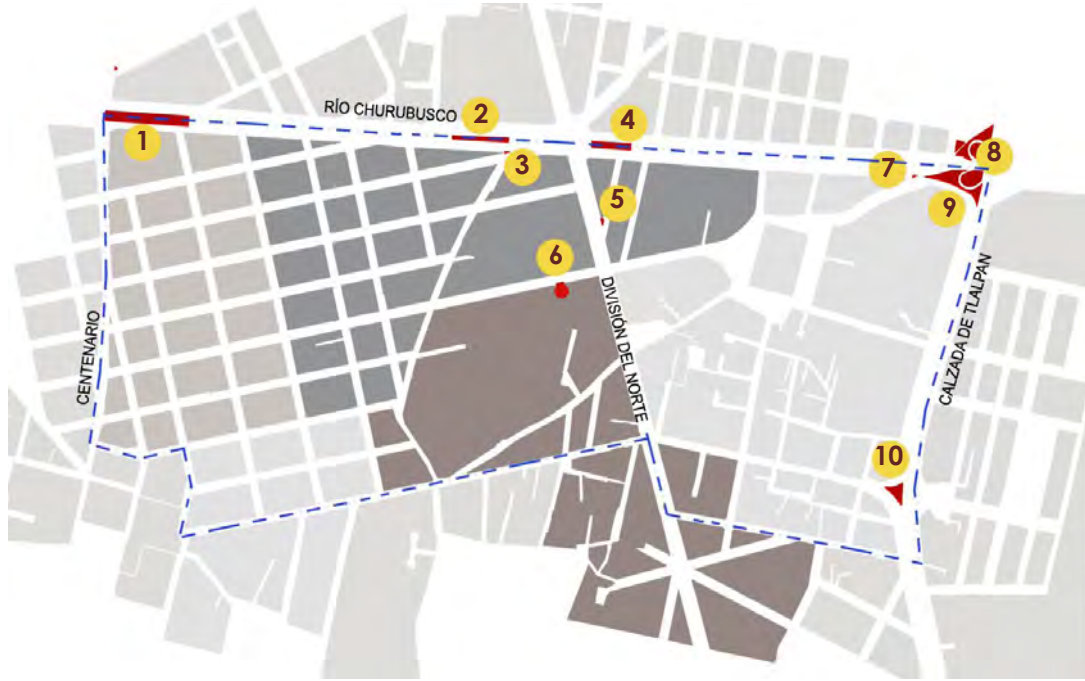 RÍO CHURUBUSCO
2
4
1
3
7
8
5
9
6
CENTENARIO
DIVISIÓN DEL NORTE
CALZADA DE TLALPAN
10